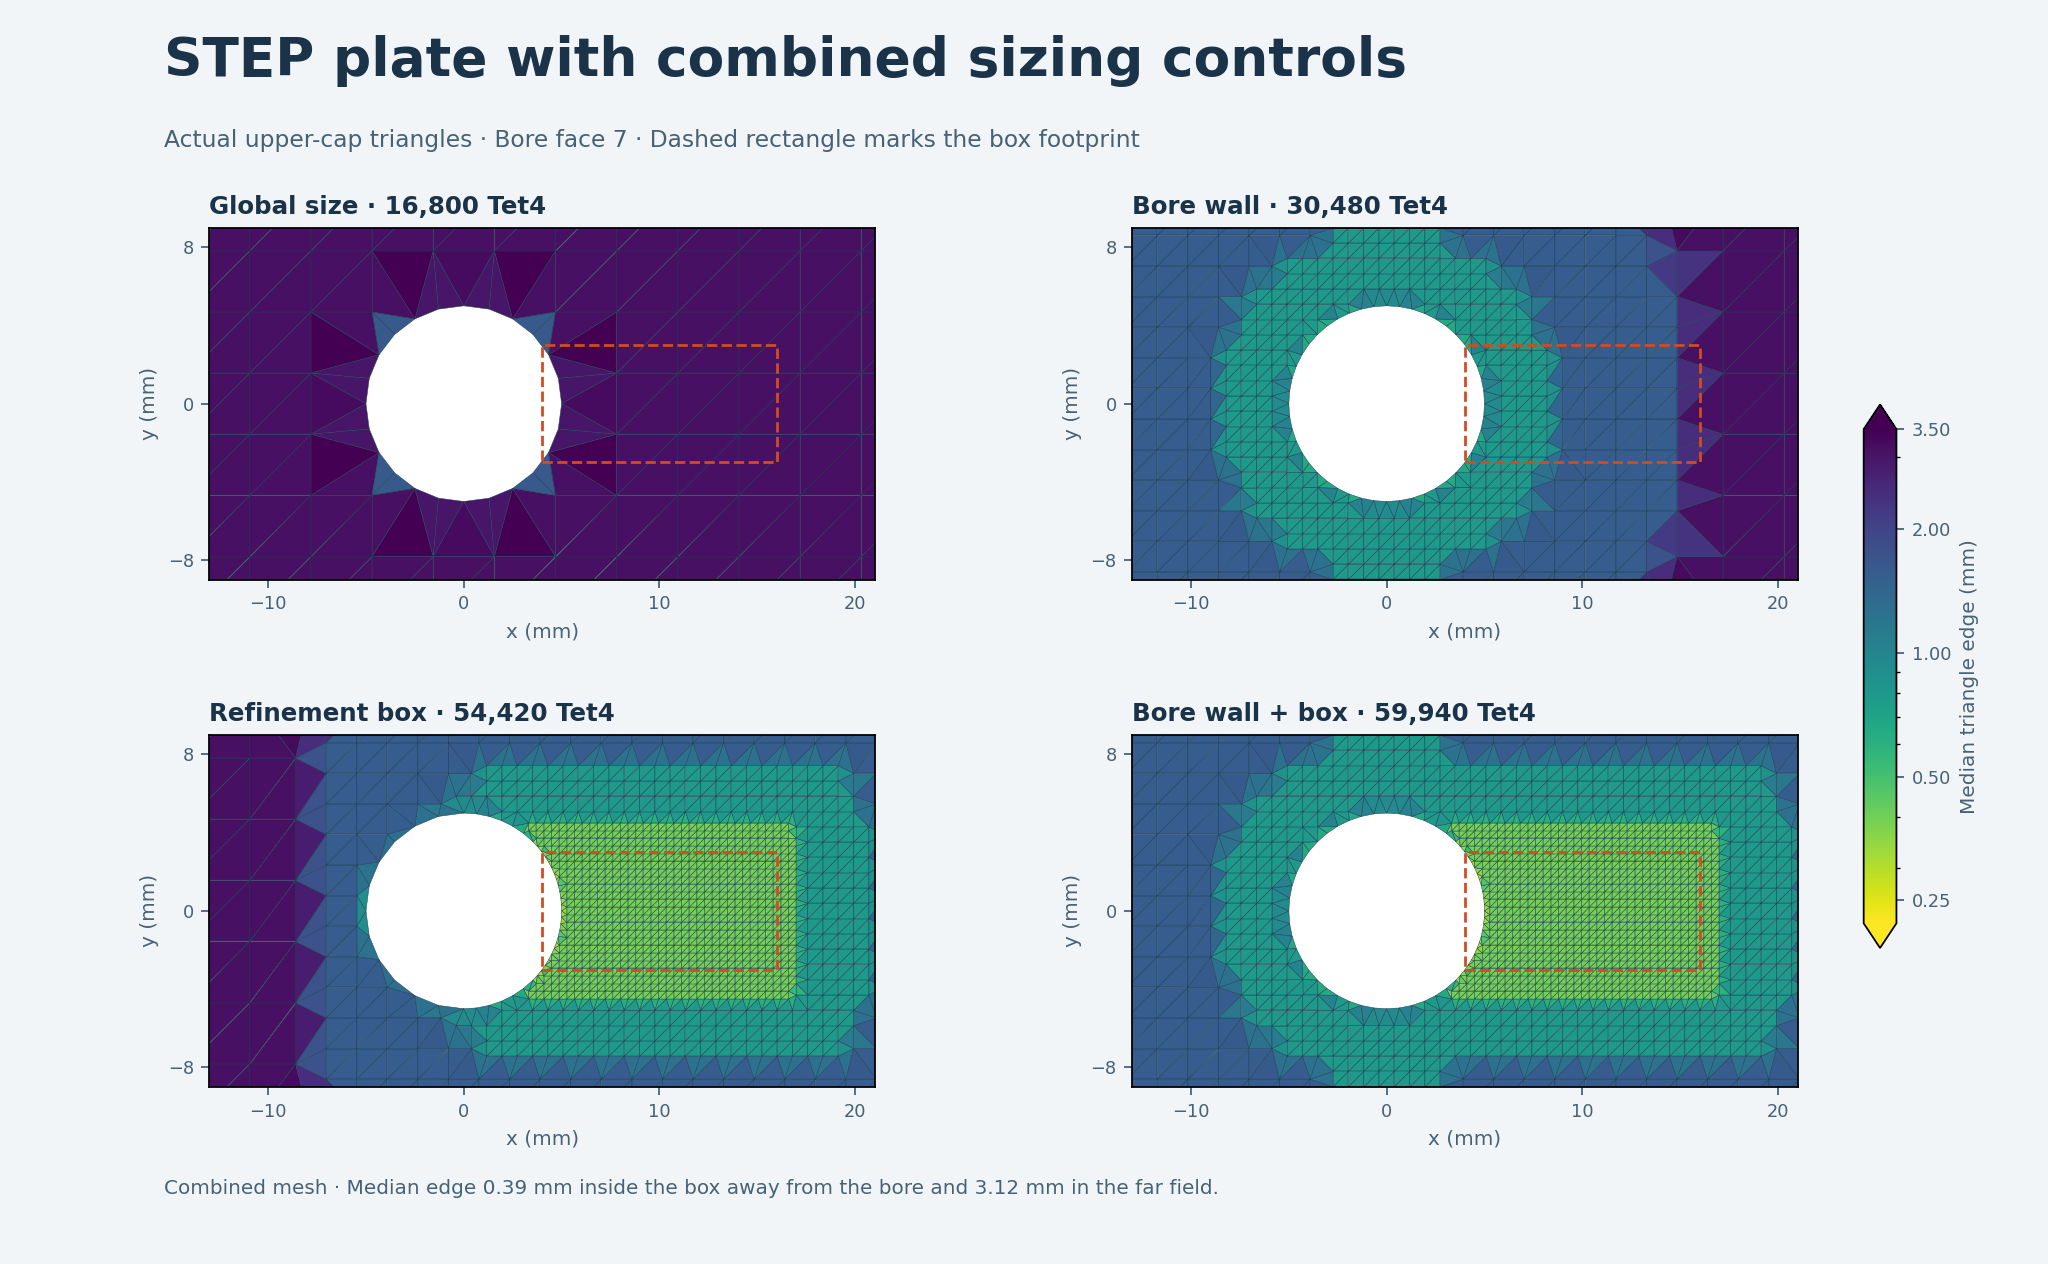 STEP plate with combined sizing controls
Actual upper-cap triangles · Bore face 7 · Dashed rectangle marks the box footprint
Global size · 16,800 Tet4
8
0
−8
y (mm)
−10
0
10
20
x (mm)
Bore wall · 30,480 Tet4
8
0
−8
y (mm)
−10
0
10
20
x (mm)
Refinement box · 54,420 Tet4
8
0
−8
y (mm)
−10
0
10
20
x (mm)
Bore wall + box · 59,940 Tet4
8
0
−8
y (mm)
−10
0
10
20
x (mm)
3.50
2.00
1.00
0.50
0.25
Median triangle edge (mm)
Combined mesh · Median edge 0.39 mm inside the box away from the bore and 3.12 mm in the far field.